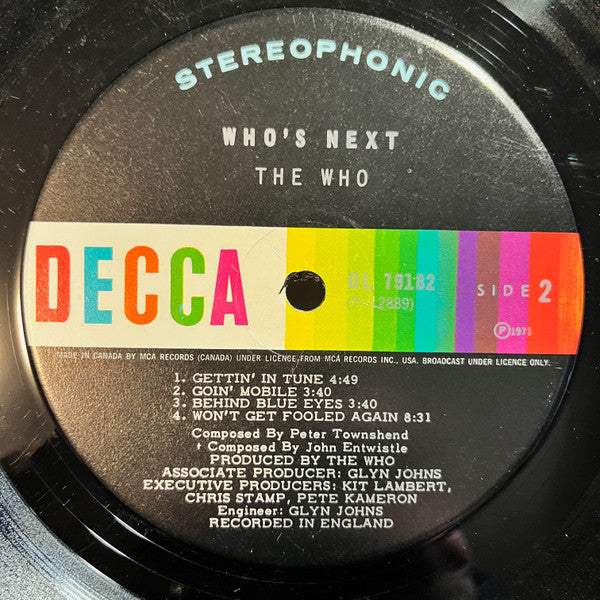 STEREOPHONIC
WHO'S NEXT
THE WHO
DECCA
DL 79182
SIDE 2
℗ 1971
MADE IN CANADA BY MCA RECORDS (CANADA) UNDER LICENCE FROM MCA RECORDS INC., USA. BROADCAST UNDER LICENCE ONLY.
1. GETTIN' IN TUNE 4:49
2. GOIN' MOBILE 3:40
3. BEHIND BLUE EYES 3:40
4. WON'T GET FOOLED AGAIN 8:31
Composed By Peter Townshend
† Composed By John Entwistle
PRODUCED BY THE WHO
ASSOCIATE PRODUCER: GLYN JOHNS
EXECUTIVE PRODUCERS: KIT LAMBERT,
CHRIS STAMP, PETE KAMERON
Engineer: GLYN JOHNS
RECORDED IN ENGLAND